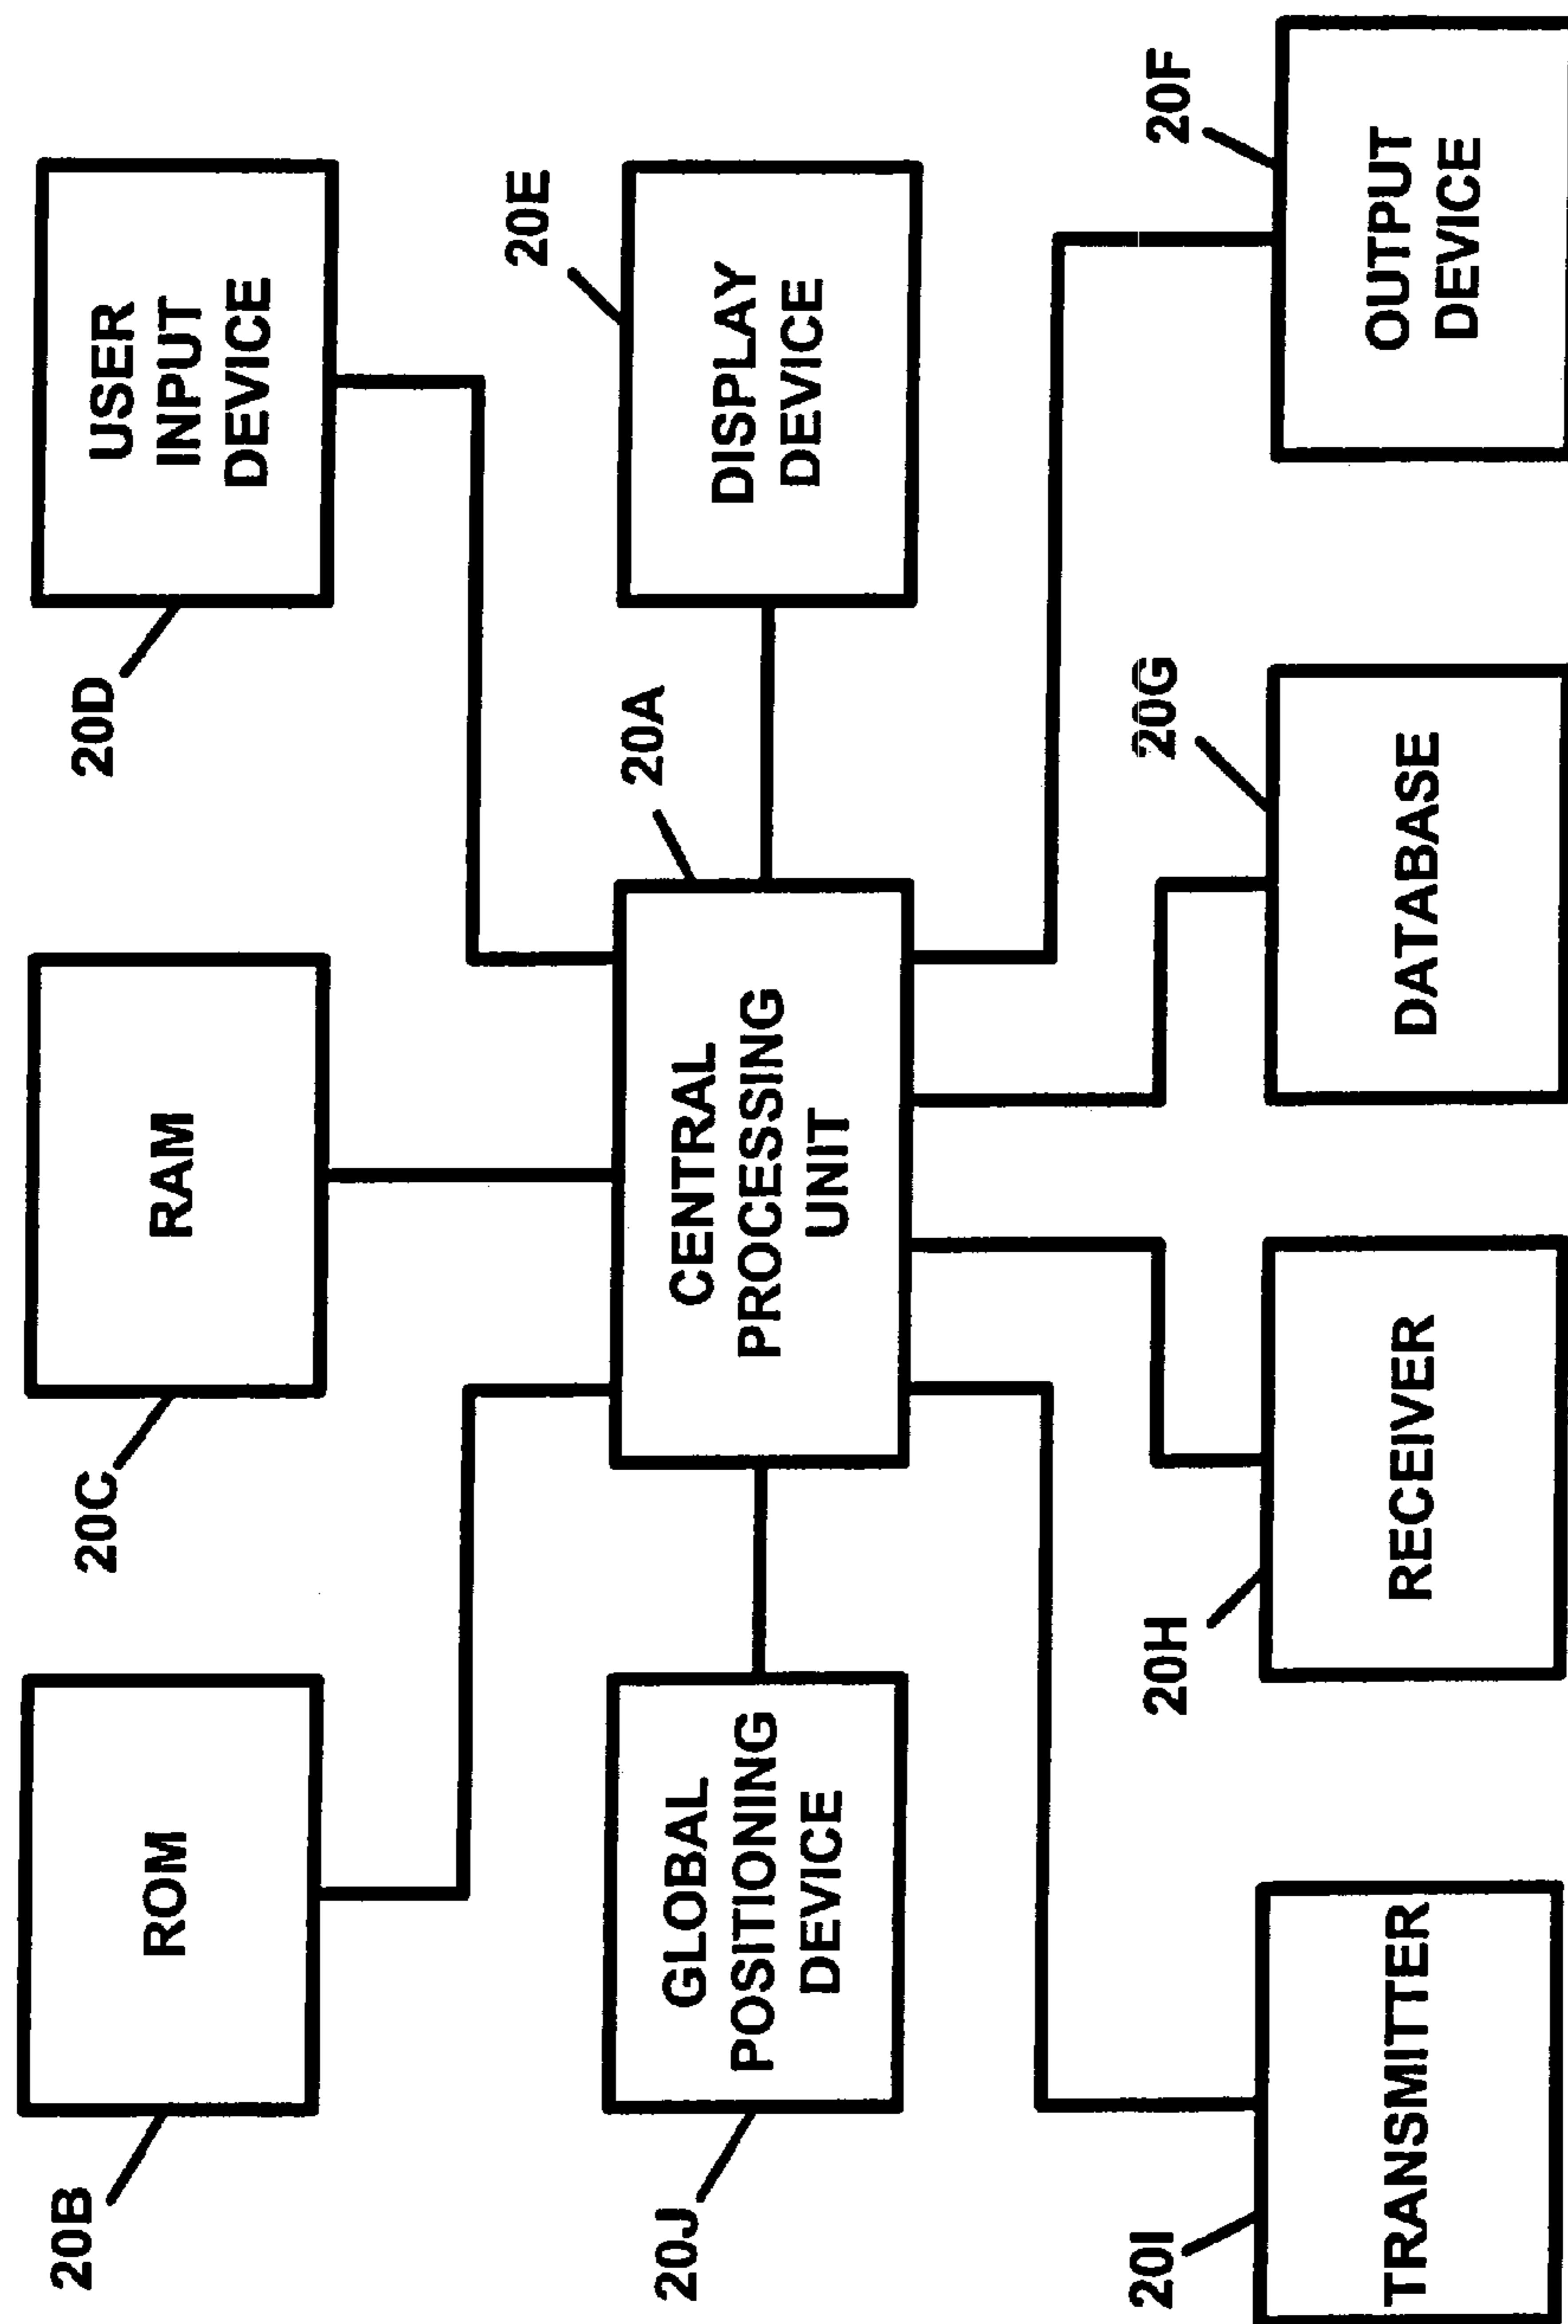 20B
ROM
20C
RAM
20D
USER
INPUT
DEVICE
20J
GLOBAL
POSITIONING
DEVICE
20A
CENTRAL
PROCESSING
UNIT
20E
DISPLAY
DEVICE
20I
TRANSMITTER
20H
RECEIVER
20G
DATABASE
20F
OUTPUT
DEVICE